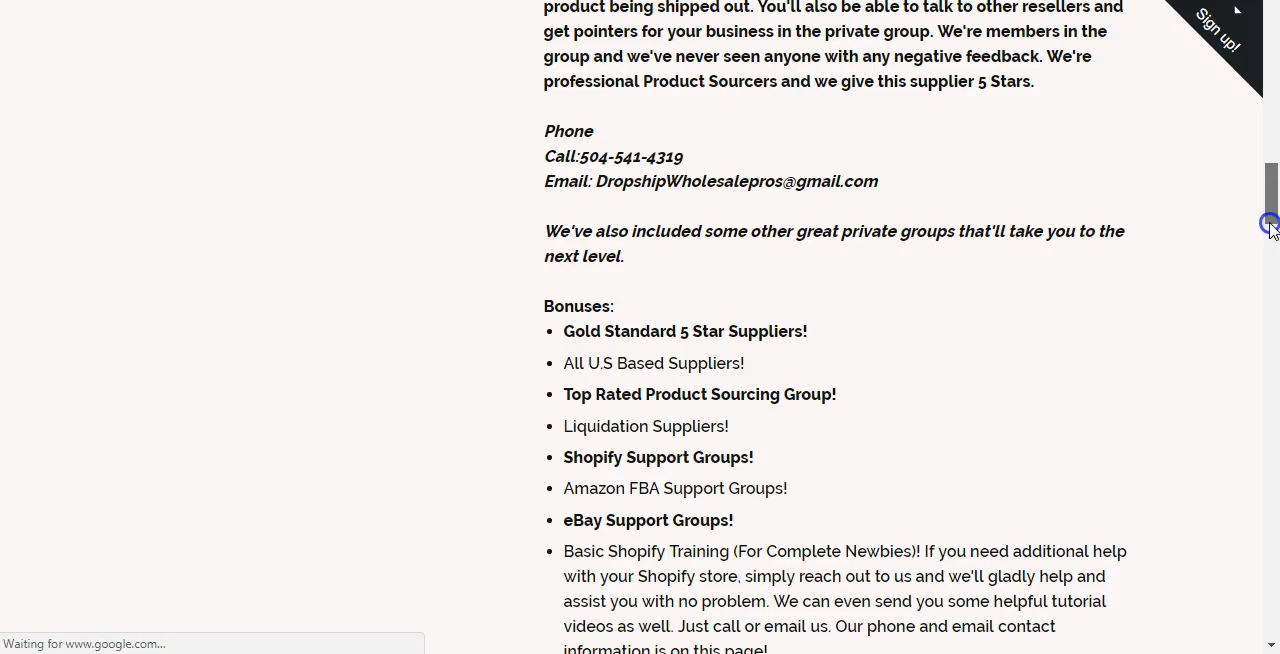 product being shipped out. You'll also be able to talk to other resellers and
get pointers for your business in the private group. We're members in the
group and we've never seen anyone with any negative feedback. We're
professional Product Sourcers and we give this supplier 5 Stars.
Sign up!
Phone
Call:504-541-4319
Email: DropshipWholesalepros@gmail.com
We've also included some other great private groups that'll take you to the
next level.
Bonuses:
• Gold Standard 5 Star Suppliers!
• All U.S Based Suppliers!
• Top Rated Product Sourcing Group!
• Liquidation Suppliers!
• Shopify Support Groups!
• Amazon FBA Support Groups!
• eBay Support Groups!
• Basic Shopify Training (For Complete Newbies)! If you need additional help
with your Shopify store, simply reach out to us and we'll gladly help and
assist you with no problem. We can even send you some helpful tutorial
videos as well. Just call or email us. Our phone and email contact
information is on this page!
Waiting for www.google.com...